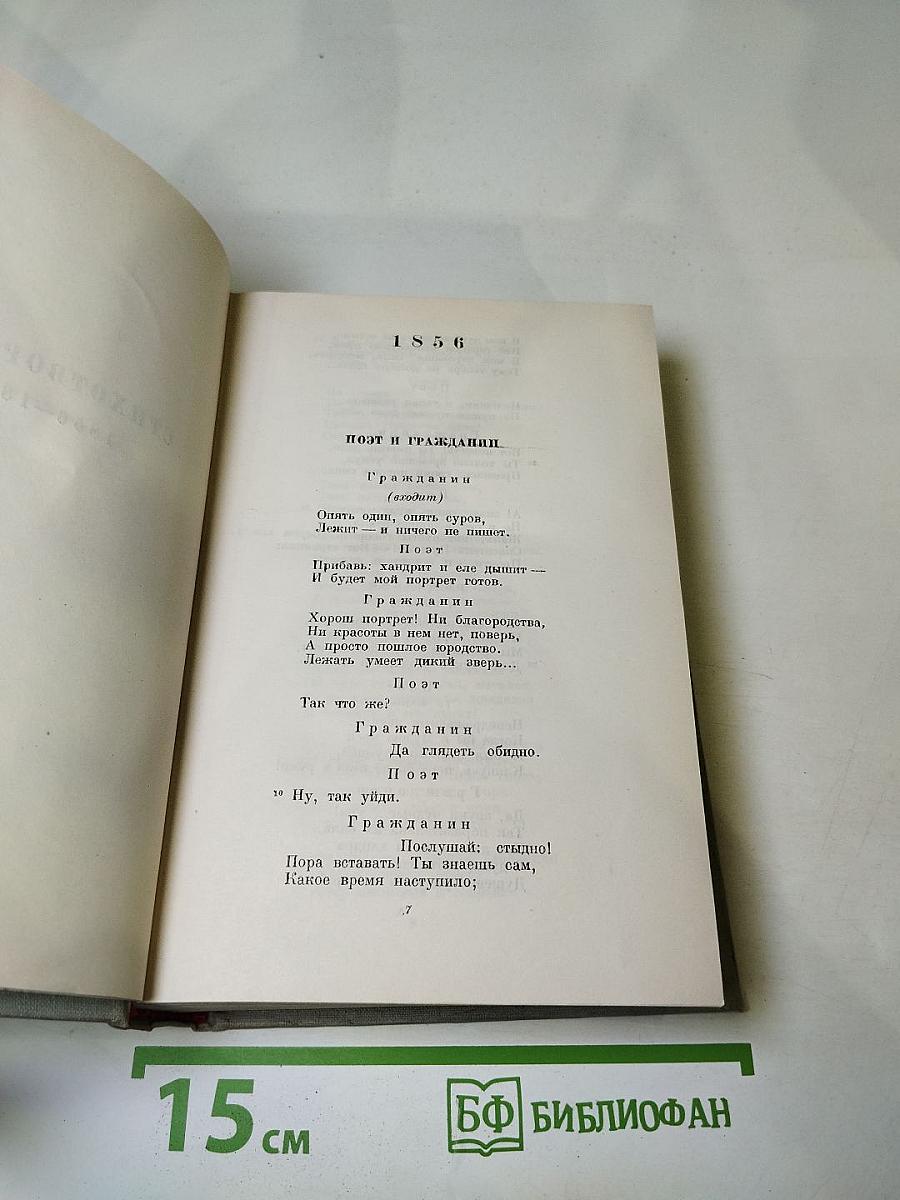 1856
ПОЭТ И ГРАЖДАНИН
Гражданин
(входит)
Опять один, опять суров,
Лежит — и ничего не пишет.
Поэт
Прибавь: хандрит и еле дышит —
И будет мой портрет готов.
Гражданин
Хорош портрет! Ни благородства,
Ни красоты в нем нет, поверь,
А просто пошлое юродство.
Лежать умеет дикий зверь...
Поэт
Так что же?
Гражданин
Да глядеть обидно.
Поэт
10 Ну, так уйди.
Гражданин
Послушай: стыдно!
Пора вставать! Ты знаешь сам,
Какое время наступило;
7
15 см
БФ БИБЛИОФАН